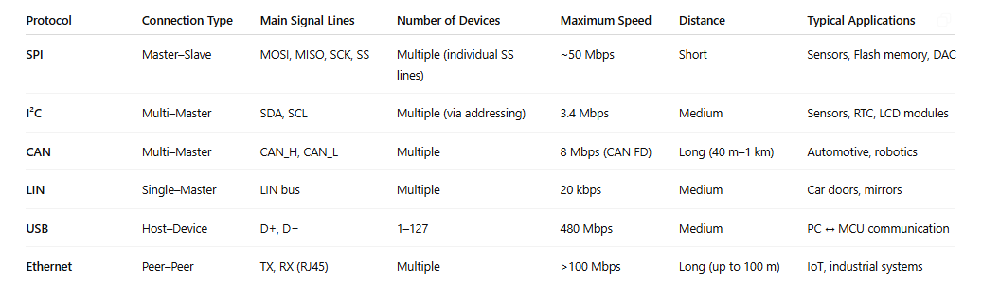 Protocol Connection Type Main Signal Lines Number of Devices Maximum Speed Distance Typical Applications
SPI Master–Slave MOSI, MISO, SCK, SS Multiple (individual SS lines) ~50 Mbps Short Sensors, Flash memory, DAC
I²C Multi–Master SDA, SCL Multiple (via addressing) 3.4 Mbps Medium Sensors, RTC, LCD modules
CAN Multi–Master CAN_H, CAN_L Multiple 8 Mbps (CAN FD) Long (40 m–1 km) Automotive, robotics
LIN Single–Master LIN bus Multiple 20 kbps Medium Car doors, mirrors
USB Host–Device D+, D− 1–127 480 Mbps Medium PC ↔ MCU communication
Ethernet Peer–Peer TX, RX (RJ45) Multiple >100 Mbps Long (up to 100 m) IoT, industrial systems